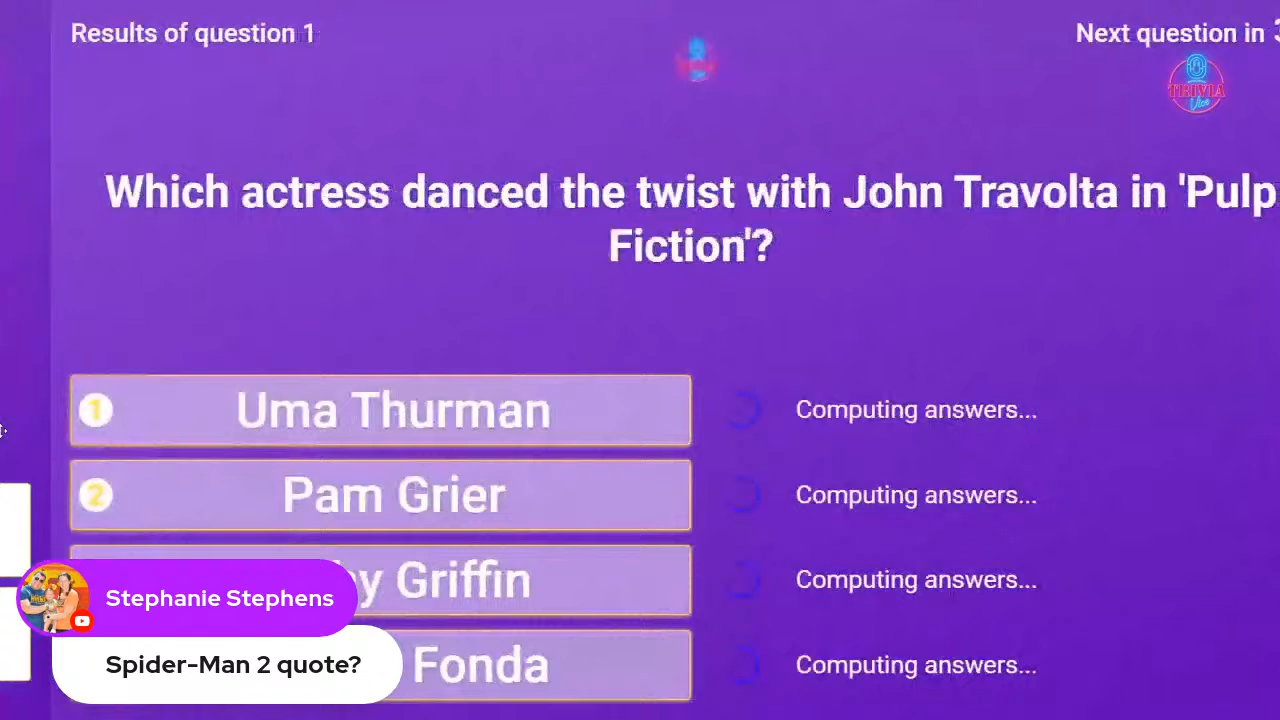 Results of question 1
Next question in
TRIVIA
Vice
Which actress danced the twist with John Travolta in 'Pulp
Fiction'?
1 Uma Thurman
Computing answers...
2 Pam Grier
Computing answers...
Griffin
Computing answers...
Stephanie Stephens
Fonda
Computing answers...
Spider-Man 2 quote?